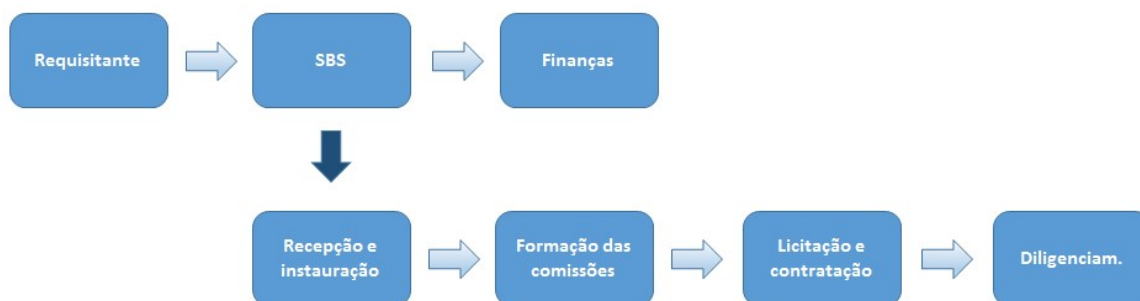 Requisitante
SBS
Finanças
Recepção e
instauração
Formação das
comissões
Licitação e
contratação
Diligenciam.